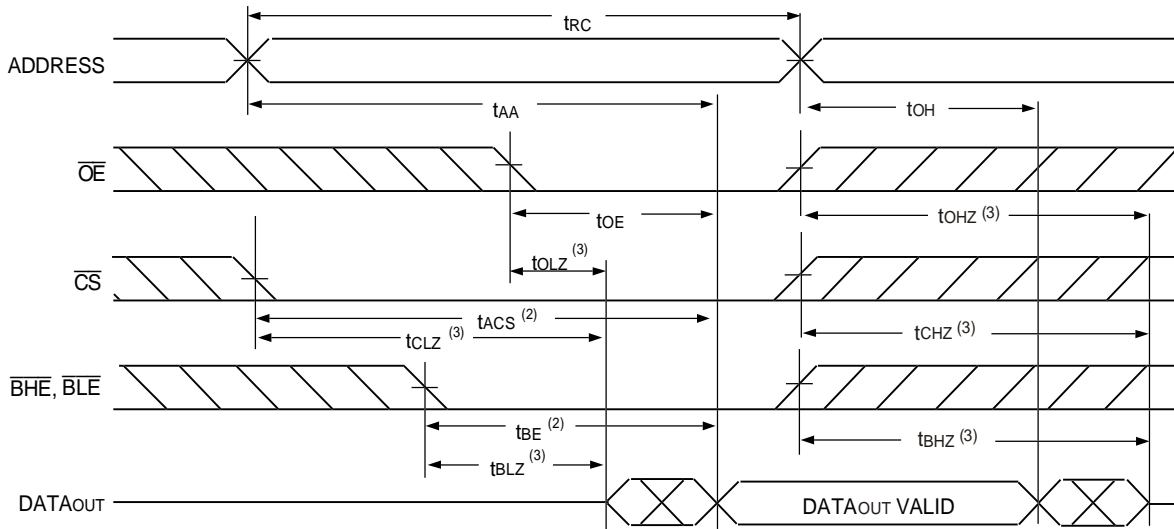 tRC
ADDRESS
tAA
tOH
OE
tOE
tOHZ (3)
tOLZ (3)
CS
tACS (2)
tCLZ (3)
tCHZ (3)
BHE, BLE
tBE (2)
tBHZ (3)
tBLZ (3)
DATAOUT
DATAOUT VALID